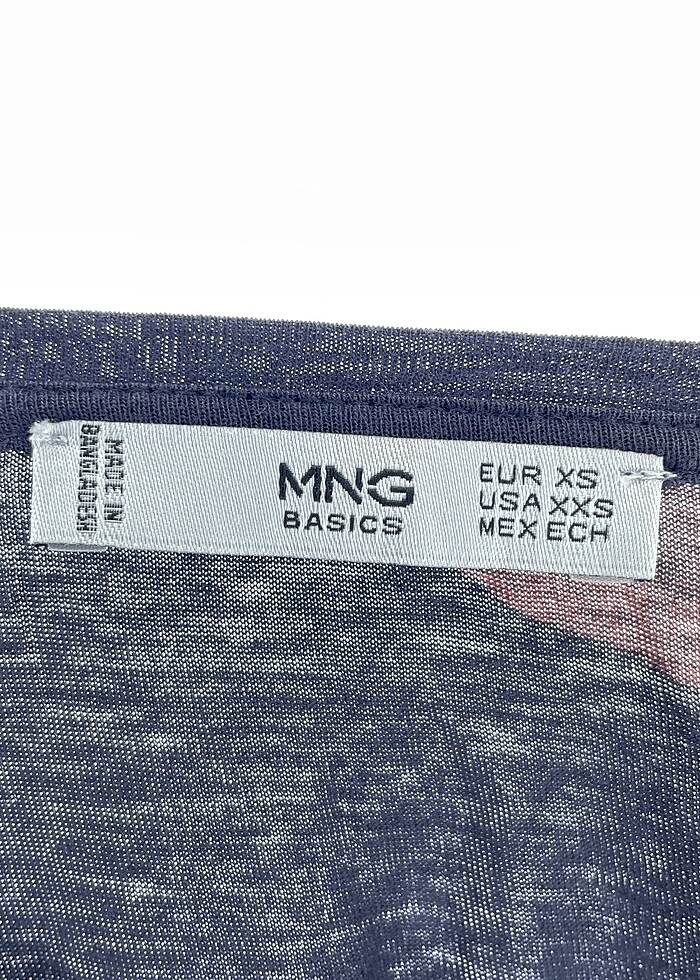 MADE IN
BANGLADESH
MNG
BASICS
EUR XS
USA XXS
MEX ECH